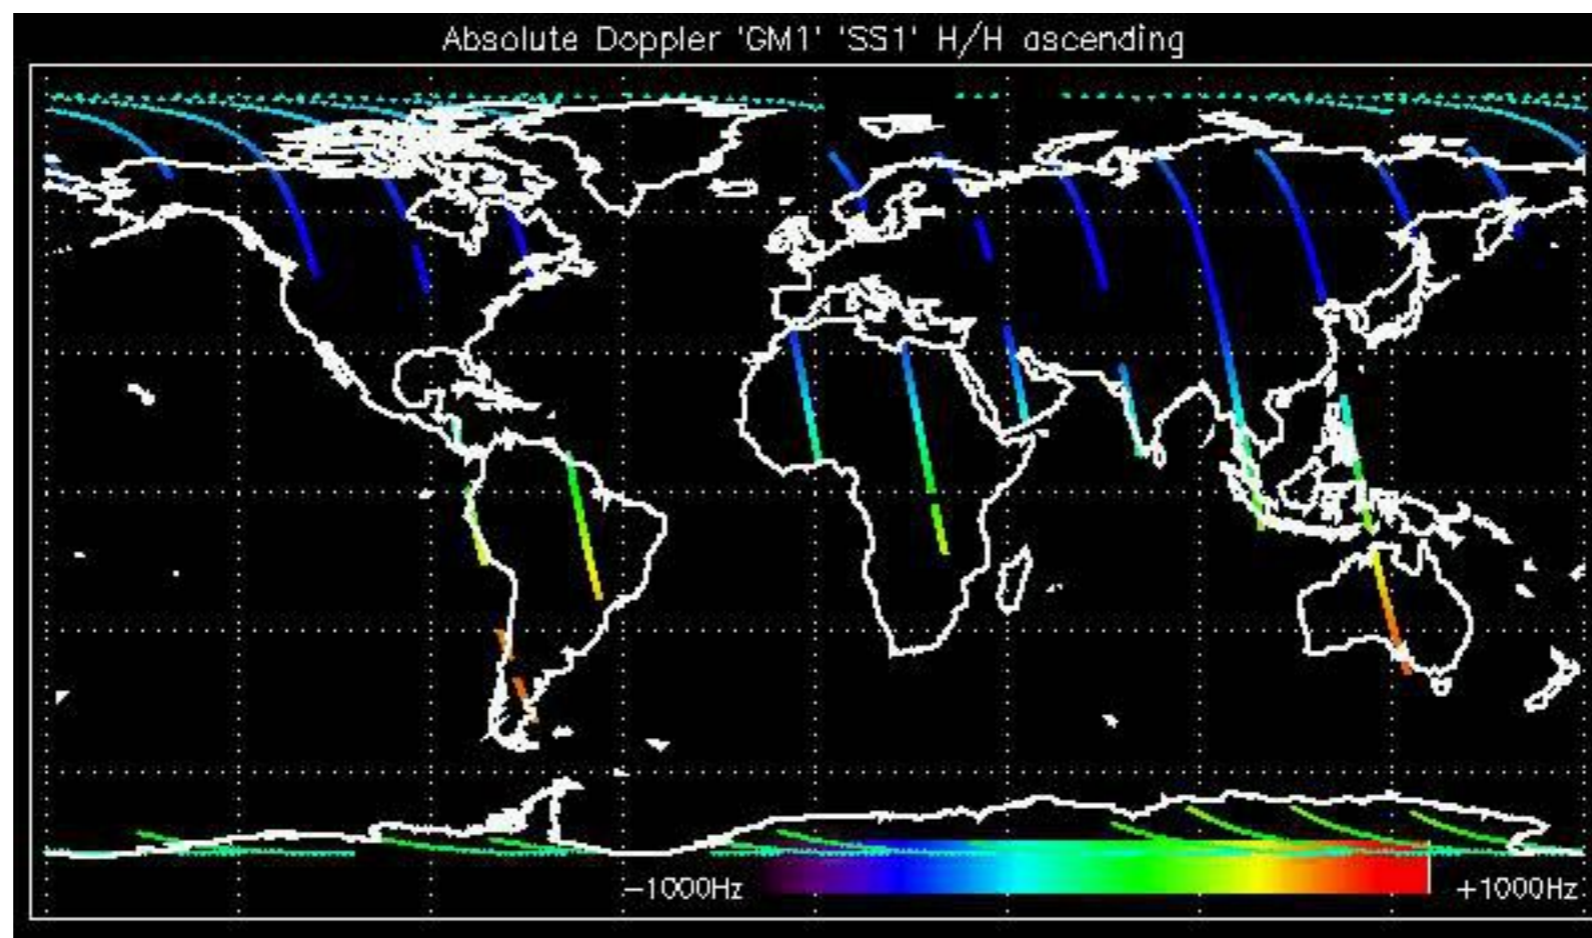 Absolute Doppler 'GM1' 'SS1' H/H ascending
-1000Hz +1000Hz